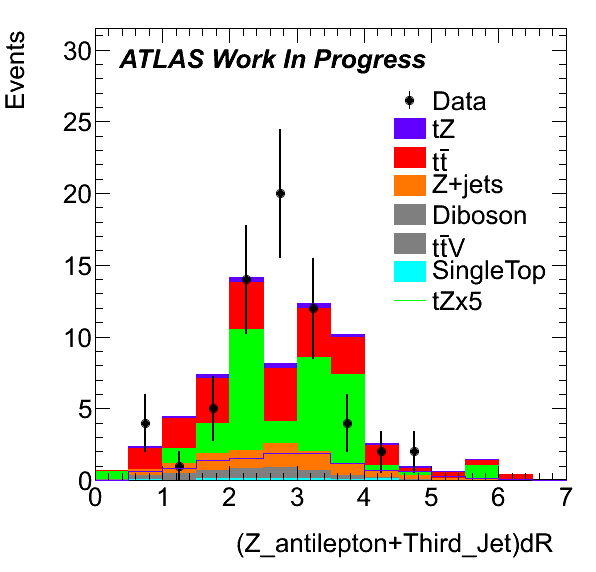 Events
ATLAS Work In Progress
Data
tZ
tt̄
Z+jets
Diboson
tt̄V
SingleTop
tZx5
30
25
20
15
10
5
0
0 1 2 3 4 5 6 7
(Z_antilepton+Third_Jet)dR